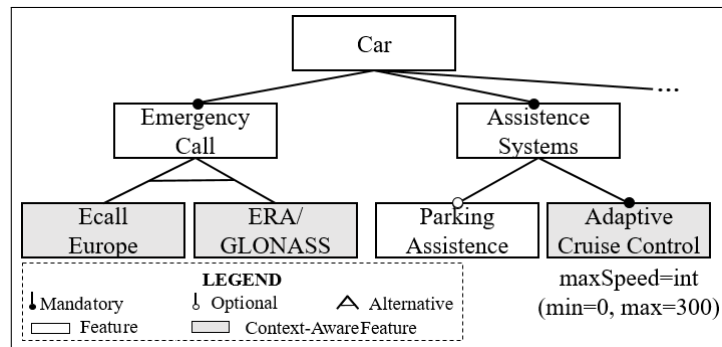 Car
...
Emergency
Call
Assistence
Systems
Ecall
Europe
ERA/
GLONASS
Parking
Assistence
Adaptive
Cruise Control
maxSpeed=int
(min=0, max=300)
LEGEND
Mandatory
Optional
Alternative
Feature
Context-AwareFeature